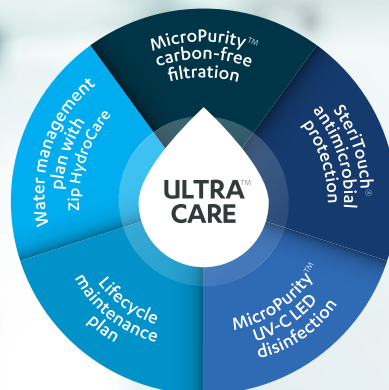 MicroPurity™
carbon-free
filtration
SteriTouch®
antimicrobial
protection
MicroPurity™
UV-C LED
disinfection
Lifecycle
maintenance
plan
Water management
plan with
Zip HydroCare
ULTRA™
CARE